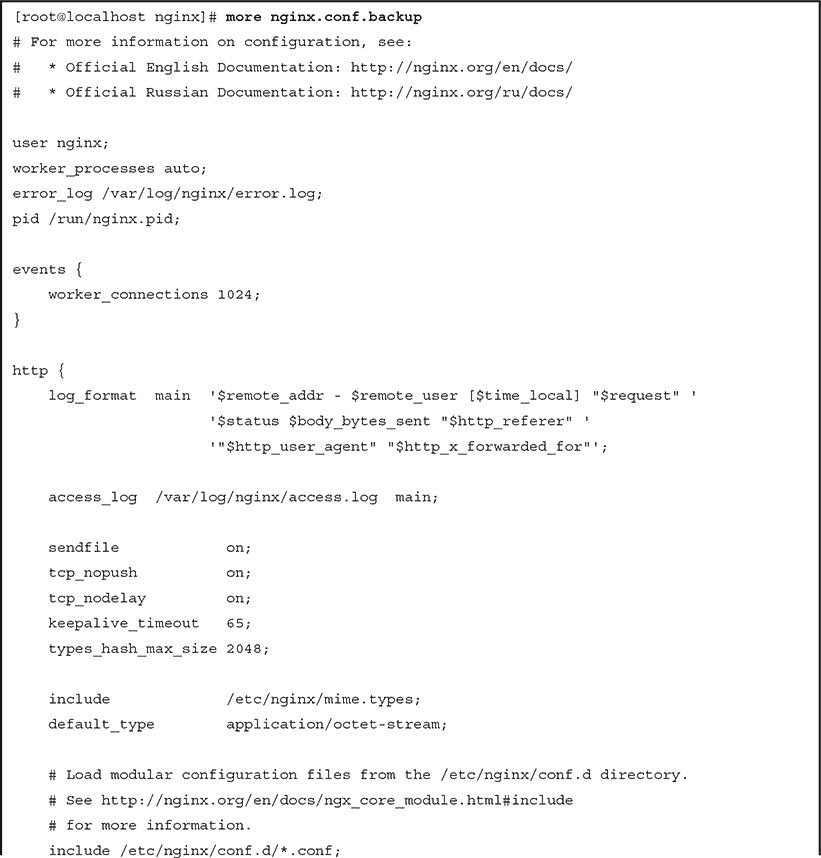 [root@localhost nginx]# more nginx.conf.backup
# For more information on configuration, see:
#   * Official English Documentation: http://nginx.org/en/docs/
#   * Official Russian Documentation: http://nginx.org/ru/docs/

user nginx;
worker_processes auto;
error_log /var/log/nginx/error.log;
pid /run/nginx.pid;

events {
    worker_connections 1024;
}

http {
    log_format  main  '$remote_addr - $remote_user [$time_local] "$request" '
                      '$status $body_bytes_sent "$http_referer" '
                      '"$http_user_agent" "$http_x_forwarded_for"';

    access_log  /var/log/nginx/access.log  main;

    sendfile            on;
    tcp_nopush          on;
    tcp_nodelay         on;
    keepalive_timeout   65;
    types_hash_max_size 2048;

    include             /etc/nginx/mime.types;
    default_type        application/octet-stream;

    # Load modular configuration files from the /etc/nginx/conf.d directory.
    # See http://nginx.org/en/docs/ngx_core_module.html#include
    # for more information.
    include /etc/nginx/conf.d/*.conf;